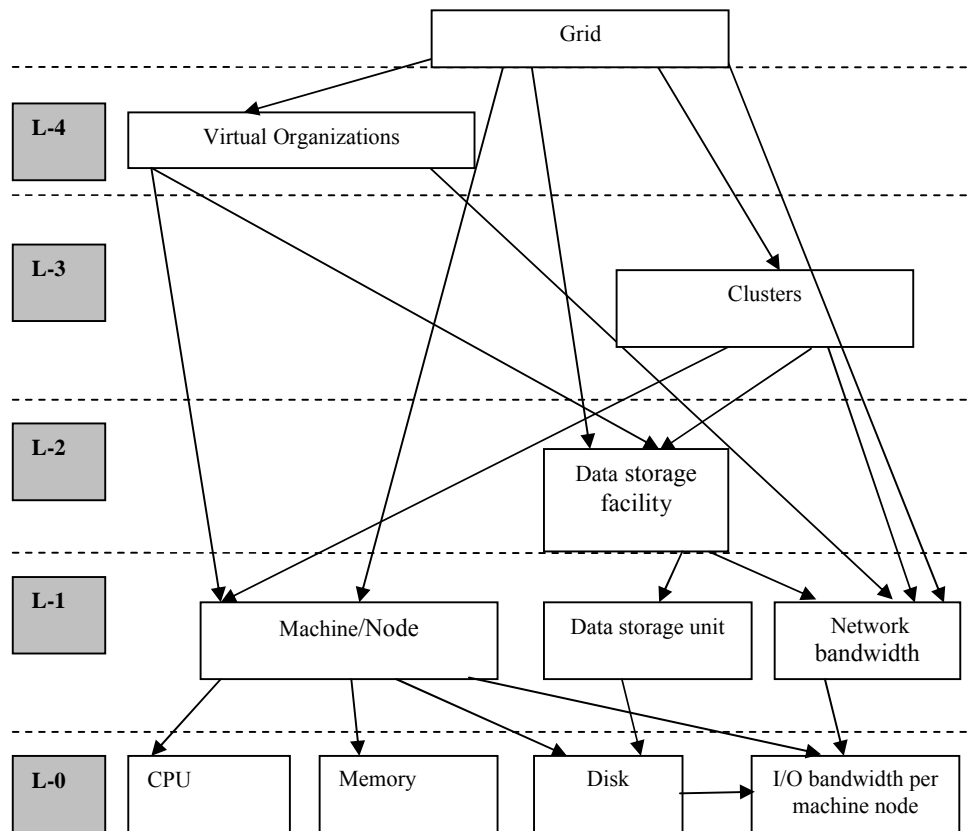 Grid
L-4
Virtual Organizations
L-3
Clusters
L-2
Data storage
facility
L-1
Machine/Node
Data storage unit
Network
bandwidth
L-0
CPU
Memory
Disk
I/O bandwidth per
machine node